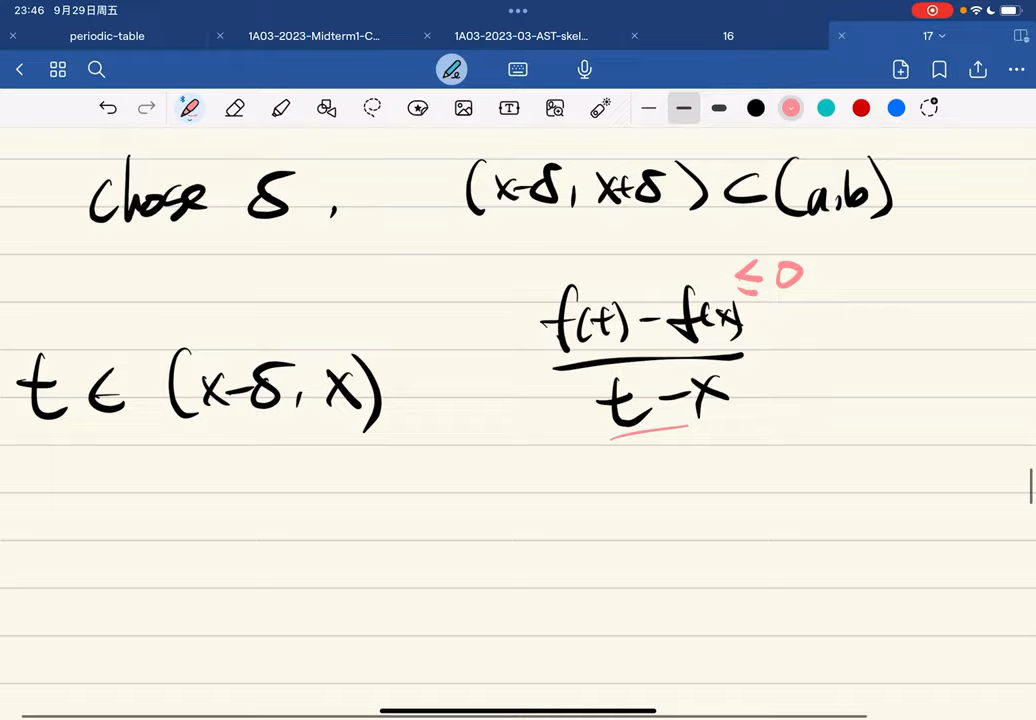 23:46 9月29日周五
periodic-table 1A03-2023-Midterm1-C... 1A03-2023-03-AST-skel... 16 17
chose δ, (x-δ, x+δ) ⊂ (a,b)
≤ 0
f(t) - f(x)
t ∈ (x-δ, x)
t - x